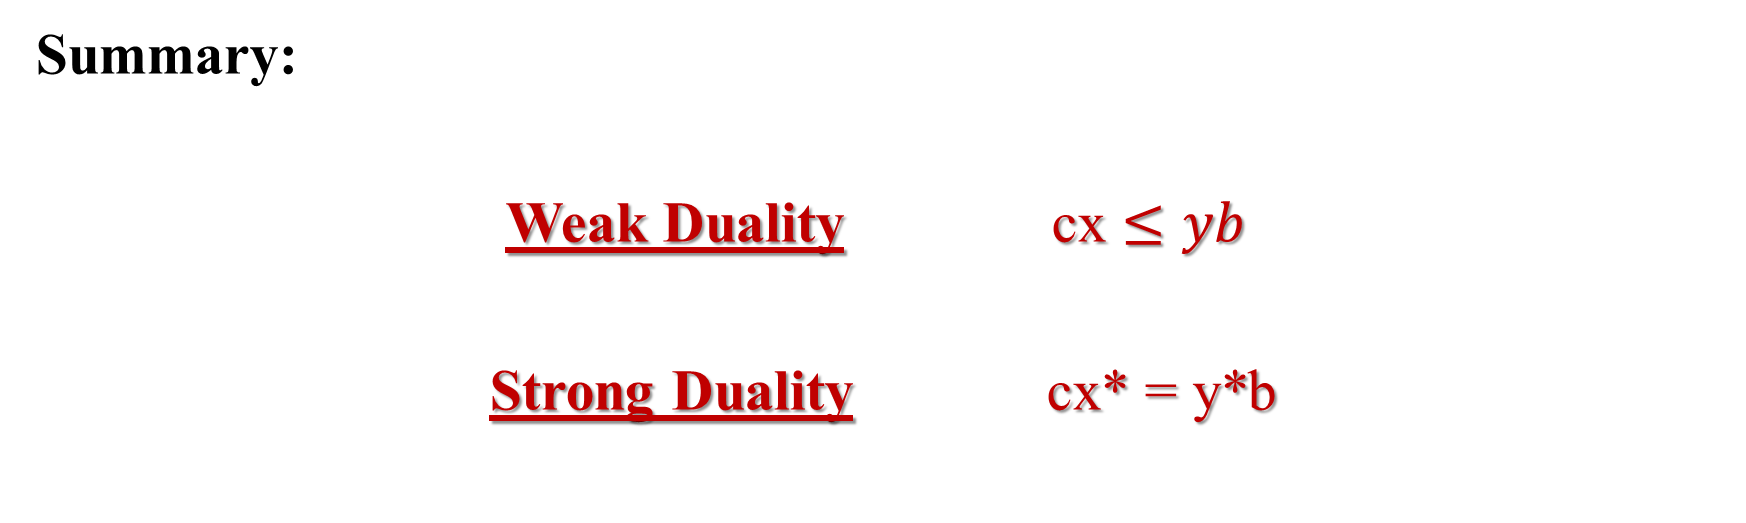 Summary:
Weak Duality cx ≤ yb
Strong Duality cx* = y*b